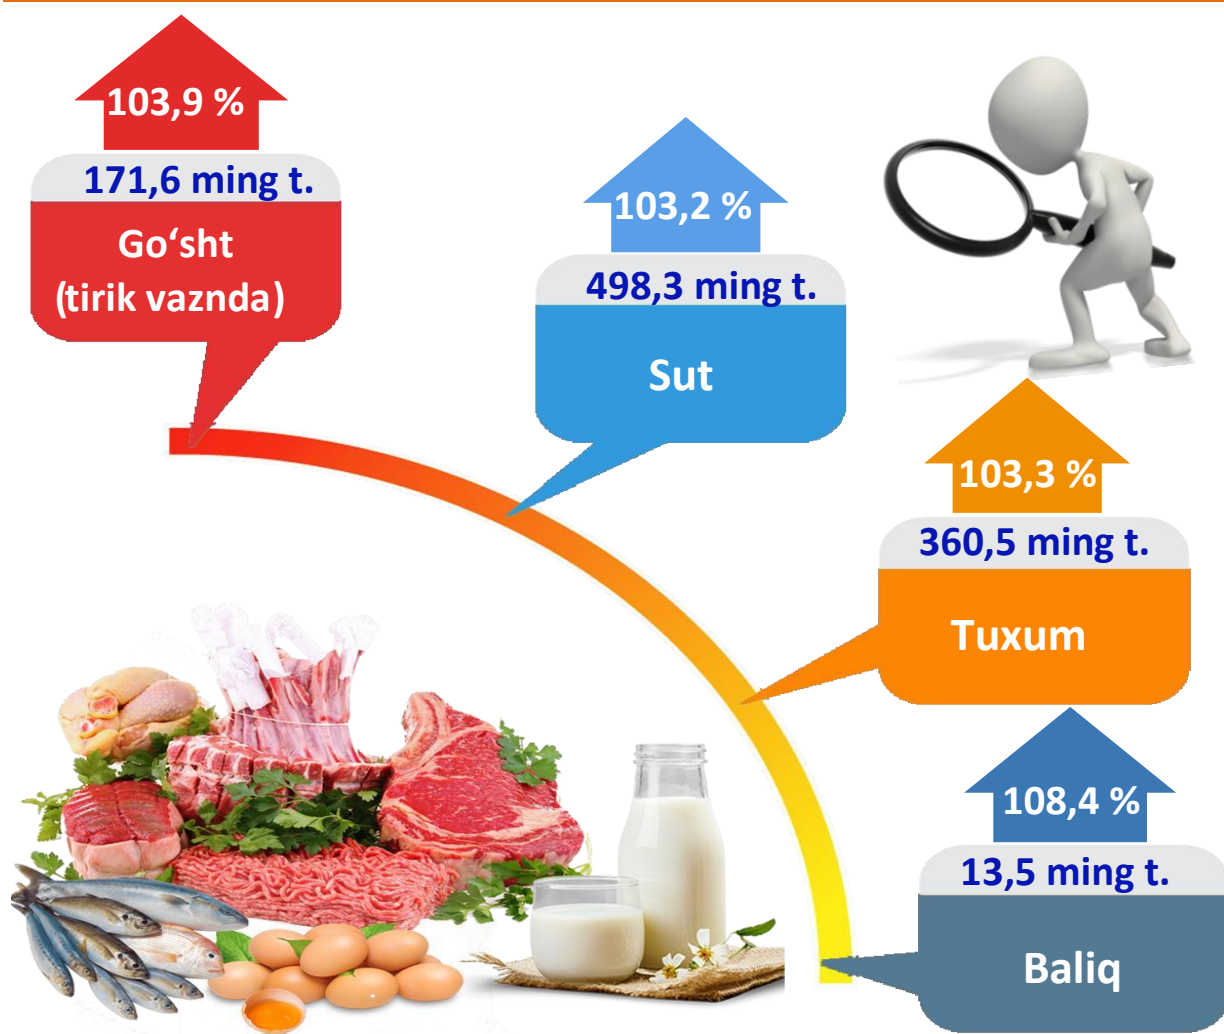 103,9 %
171,6 ming t.
Go‘sht
(tirik vaznda)
103,2 %
498,3 ming t.
Sut
103,3 %
360,5 ming t.
Tuxum
108,4 %
13,5 ming t.
Baliq